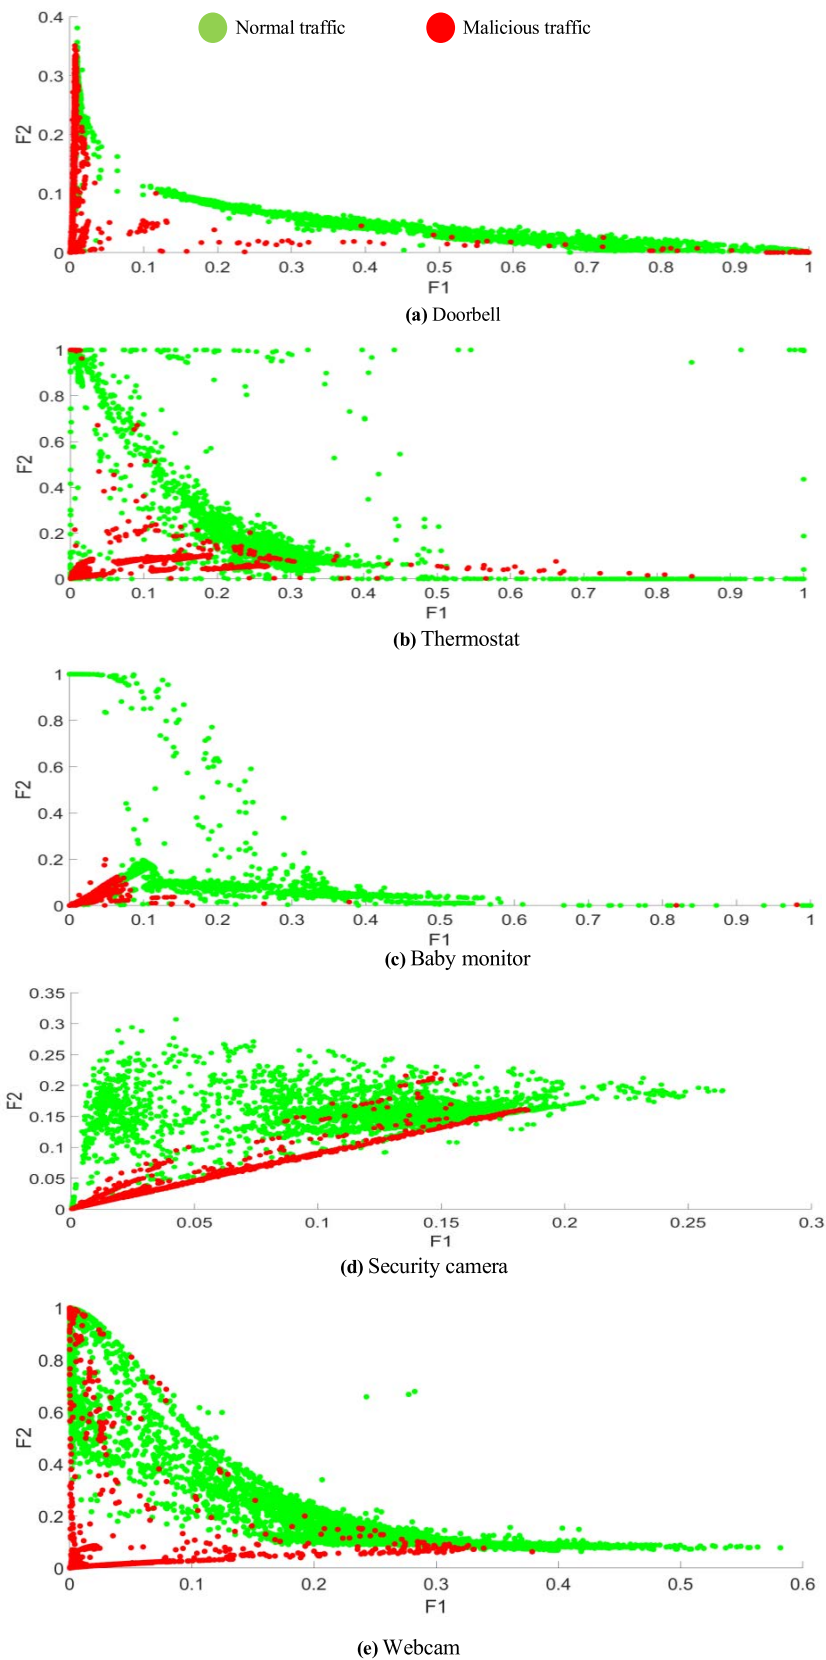 Normal traffic Malicious traffic
0.4
0.3
0.2
0.1
0
F2
0 0.1 0.2 0.3 0.4 0.5 0.6 0.7 0.8 0.9 1
F1
(a) Doorbell
1
0.8
0.6
0.4
0.2
0
F2
0 0.1 0.2 0.3 0.4 0.5 0.6 0.7 0.8 0.9 1
F1
(b) Thermostat
1
0.8
0.6
0.4
0.2
0
F2
0 0.1 0.2 0.3 0.4 0.5 0.6 0.7 0.8 0.9 1
F1
(c) Baby monitor
0.35
0.3
0.25
0.2
0.15
0.1
0.05
0
F2
0 0.05 0.1 0.15 0.2 0.25 0.3
F1
(d) Security camera
1
0.8
0.6
0.4
0.2
0
F2
0 0.1 0.2 0.3 0.4 0.5 0.6
F1
(e) Webcam